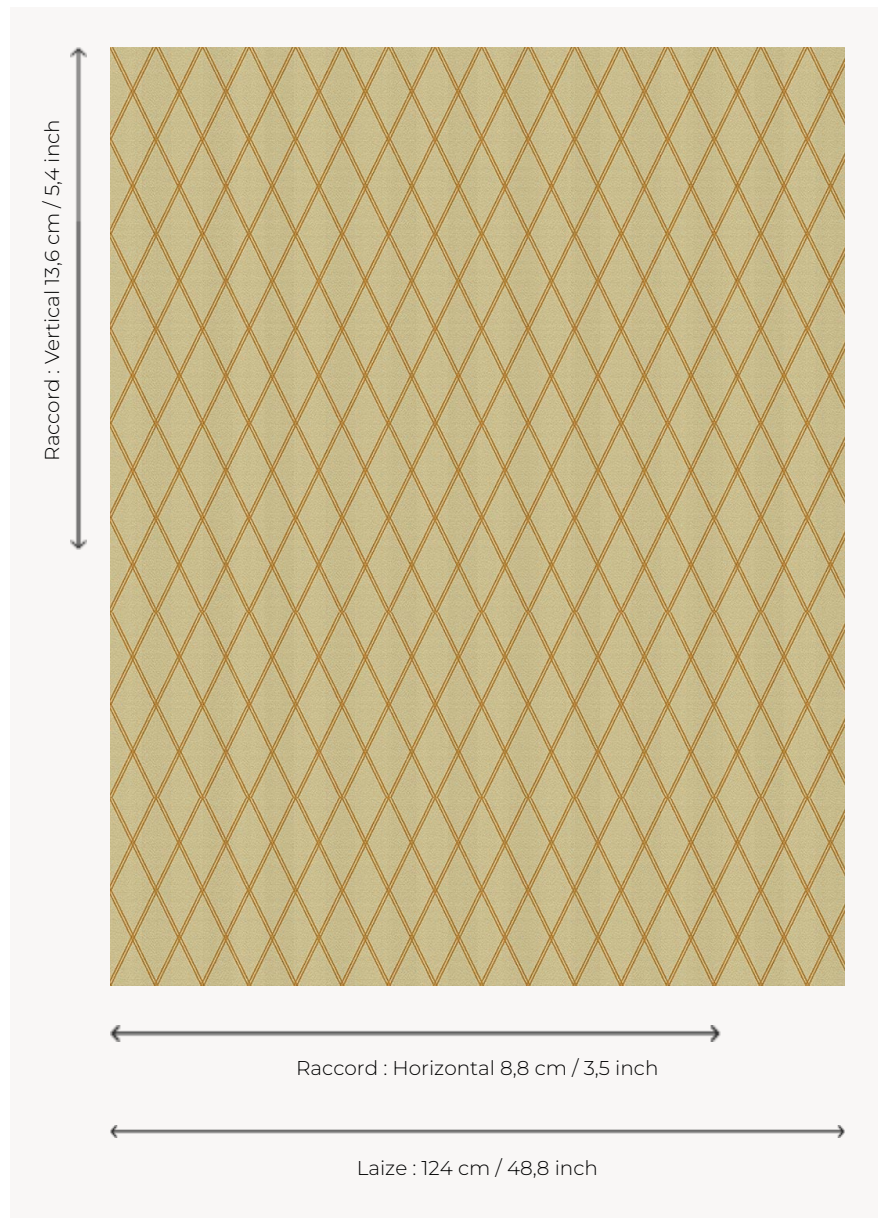 Raccord : Vertical 13,6 cm / 5,4 inch
Raccord : Horizontal 8,8 cm / 3,5 inch
Laize : 124 cm / 48,8 inch